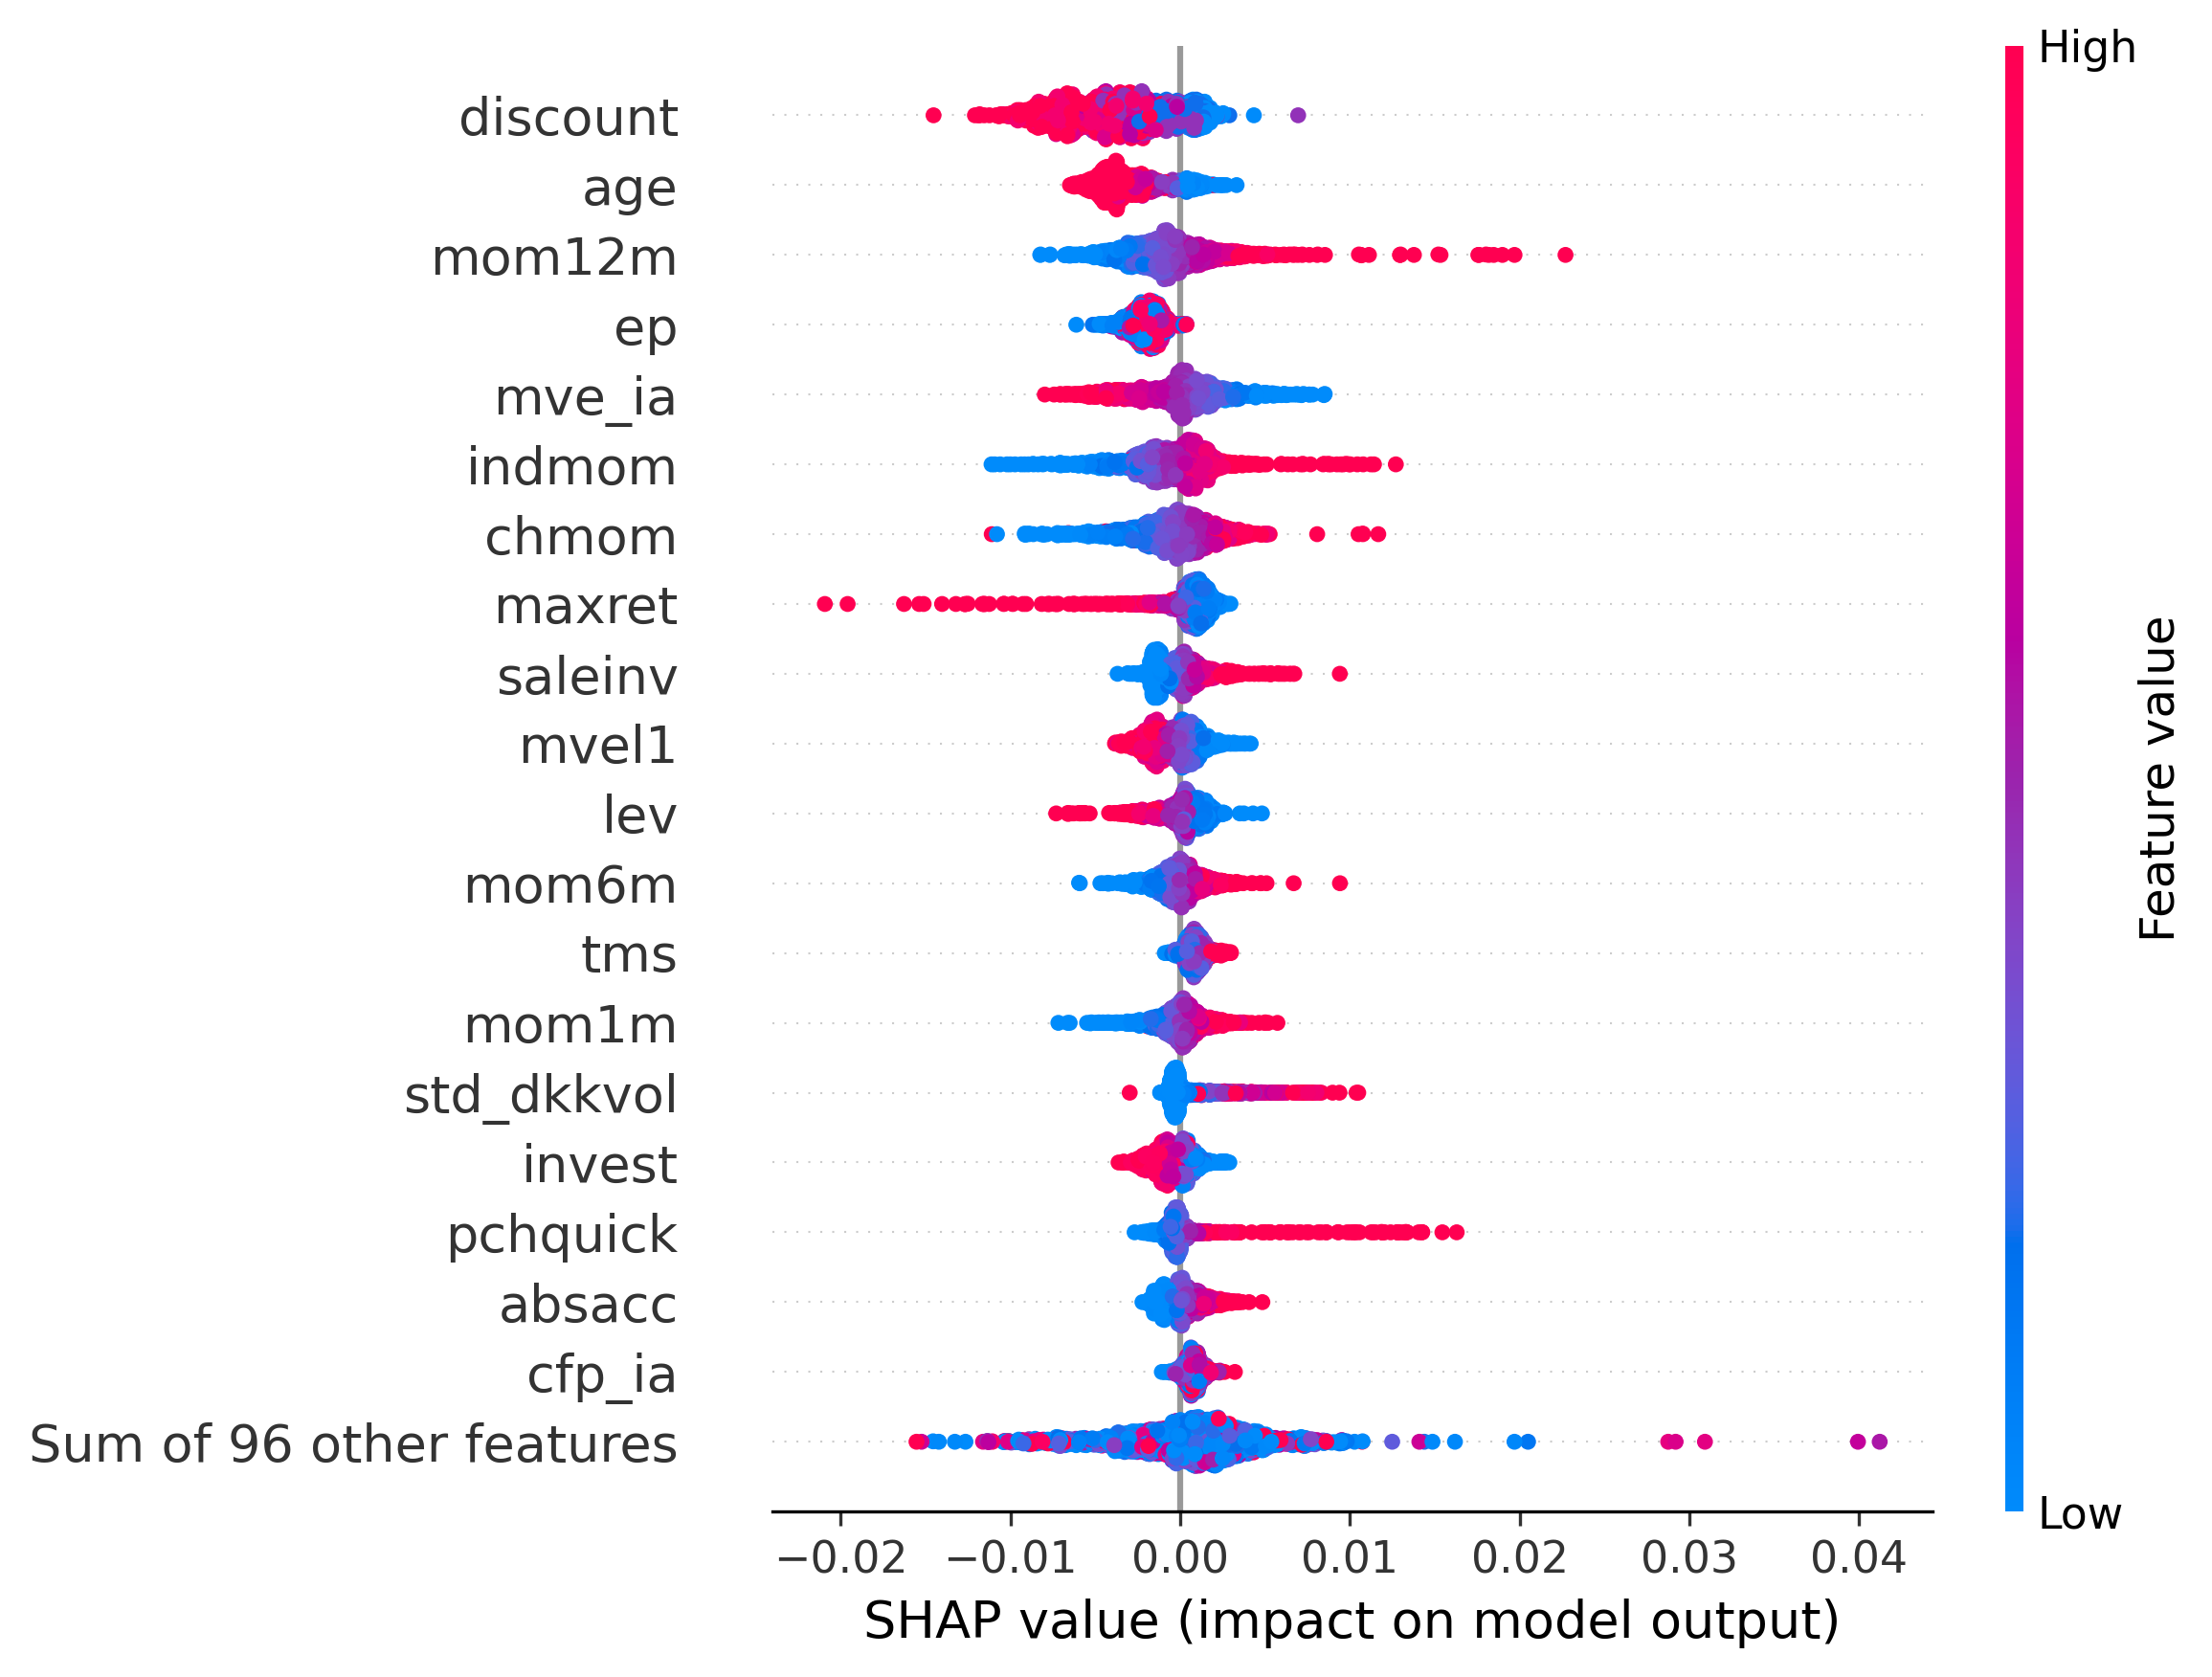 High
discount
age
mom12m
ep
mve_ia
indmom
chmom
maxret
saleinv
mvel1
lev
mom6m
tms
mom1m
std_dkkvol
invest
pchquick
absacc
cfp_ia
Sum of 96 other features
Feature value
Low
−0.02 −0.01 0.00 0.01 0.02 0.03 0.04
SHAP value (impact on model output)